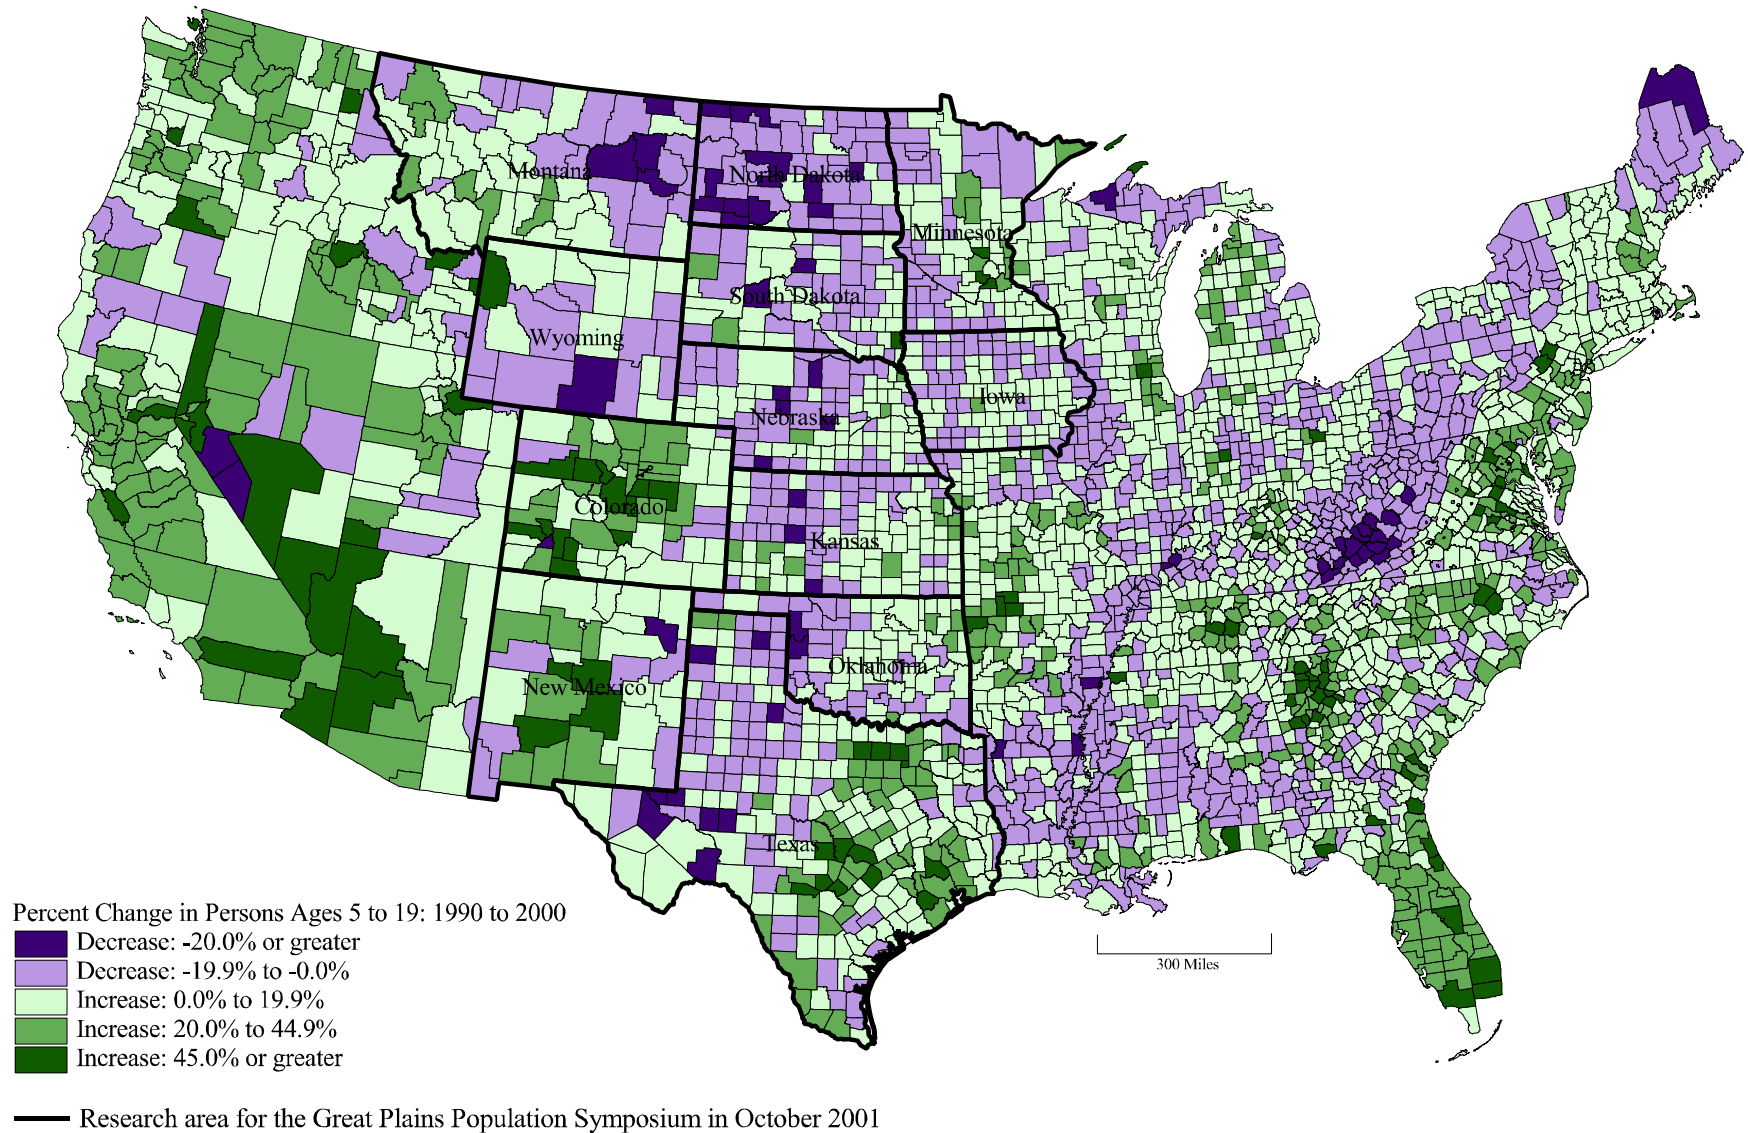 Montana
North Dakota
Minnesota
South Dakota
Wyoming
Iowa
Nebraska
Colorado
Kansas
Oklahoma
New Mexico
Texas
Percent Change in Persons Ages 5 to 19: 1990 to 2000
Decrease: -20.0% or greater
Decrease: -19.9% to -0.0%
Increase: 0.0% to 19.9%
Increase: 20.0% to 44.9%
Increase: 45.0% or greater
300 Miles
Research area for the Great Plains Population Symposium in October 2001